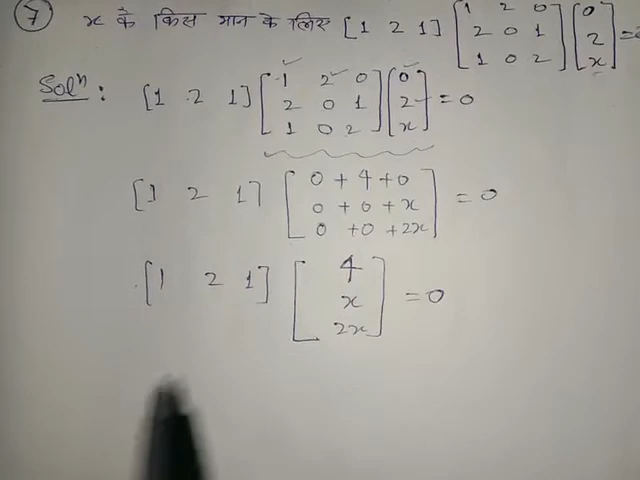 7 x के किस मान के लिए [1 2 1] [1 2 0 2 0 1 1 0 2] [0 2 x] =0
Solⁿ: [1 2 1] [1 2 0 2 0 1 1 0 2] [0 2 x] = 0
[1 2 1] [0 + 4 + 0 0 + 0 + x 0 + 0 + 2x] = 0
[1 2 1] [4 x 2x] = 0